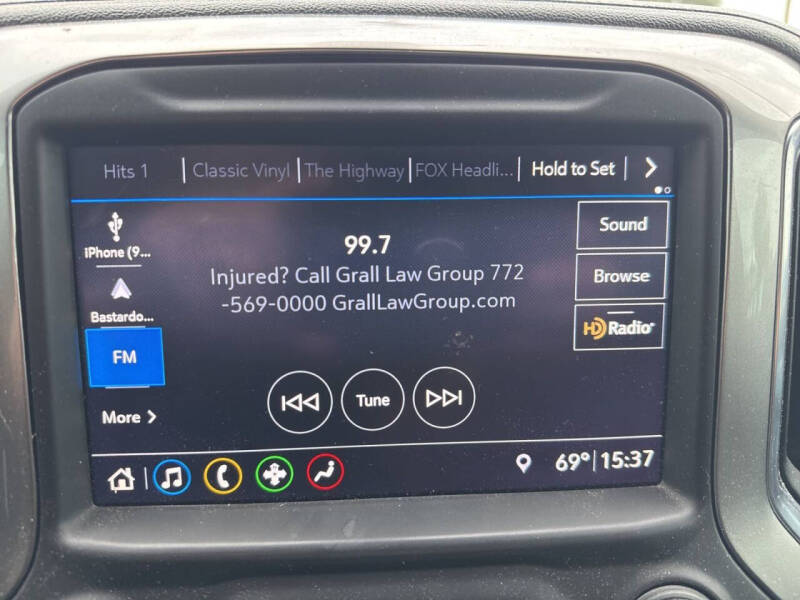 Hits 1 | Classic Vinyl | The Highway | FOX Headli... | Hold to Set |
iPhone (9...
Bastardo...
FM
More
99.7
Injured? Call Grall Law Group 772
-569-0000 GrallLawGroup.com
Tune
Sound
Browse
HD Radio
69° | 15:37